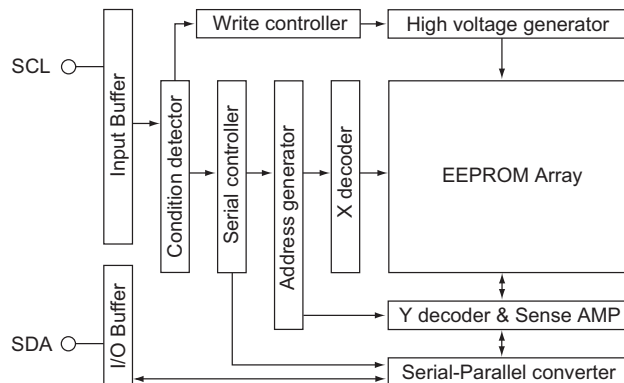 Write controller
High voltage generator
SCL
Input Buffer
Condition detector
Serial controller
Address generator
X decoder
EEPROM Array
I/O Buffer
Y decoder & Sense AMP
SDA
Serial-Parallel converter